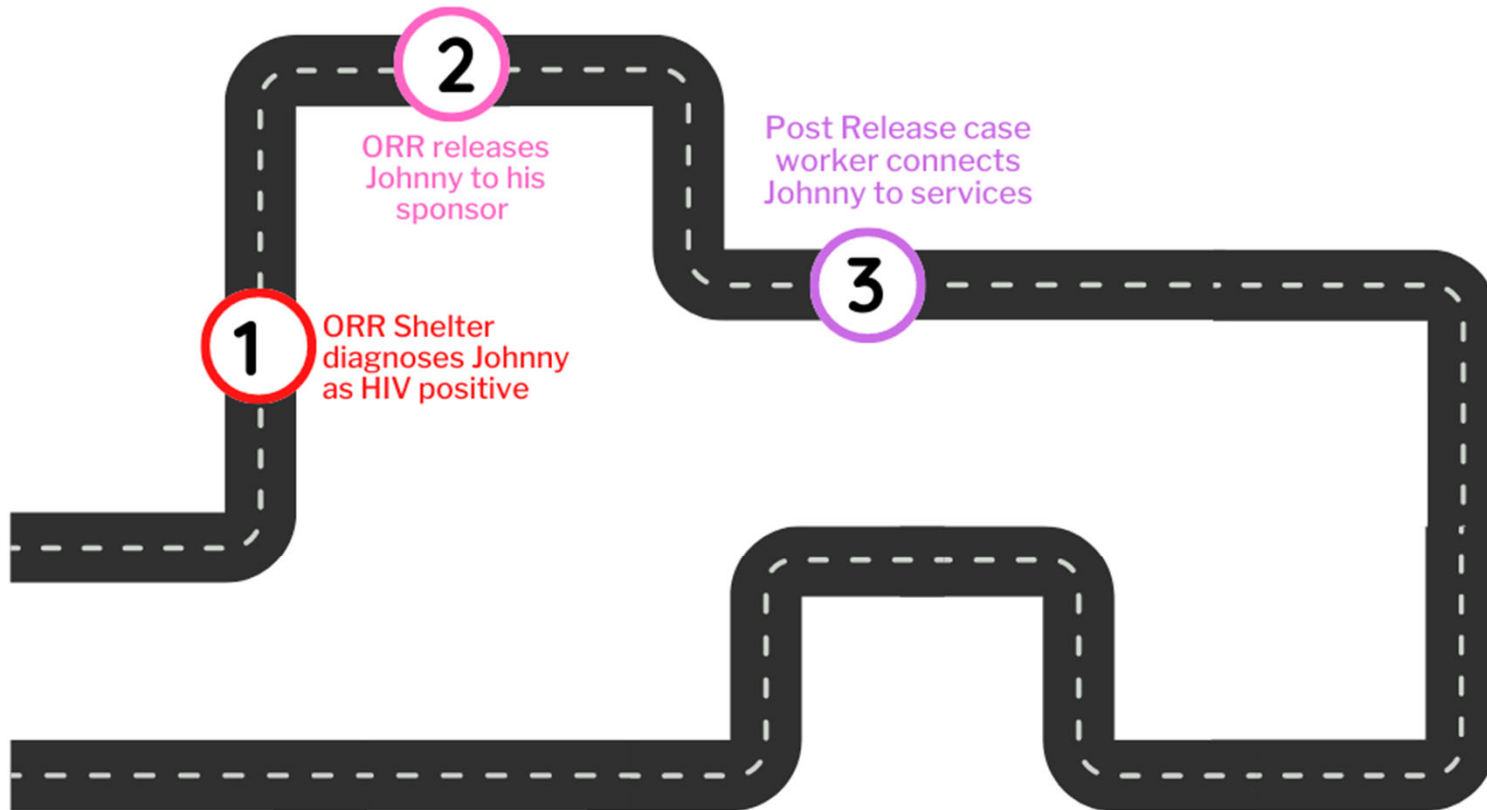 1
ORR Shelter
diagnoses Johnny
as HIV positive
2
ORR releases
Johnny to his
sponsor
3
Post Release case
worker connects
Johnny to services